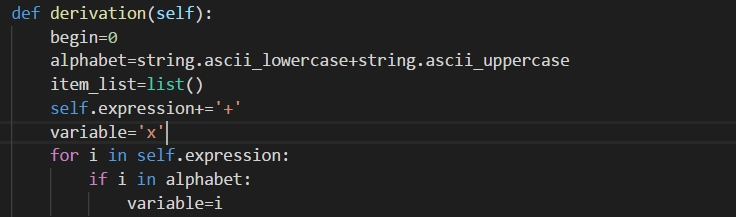 def derivation(self):
    begin=0
    alphabet=string.ascii_lowercase+string.ascii_uppercase
    item_list=list()
    self.expression+='+'
    variable='x'
    for i in self.expression:
        if i in alphabet:
            variable=i